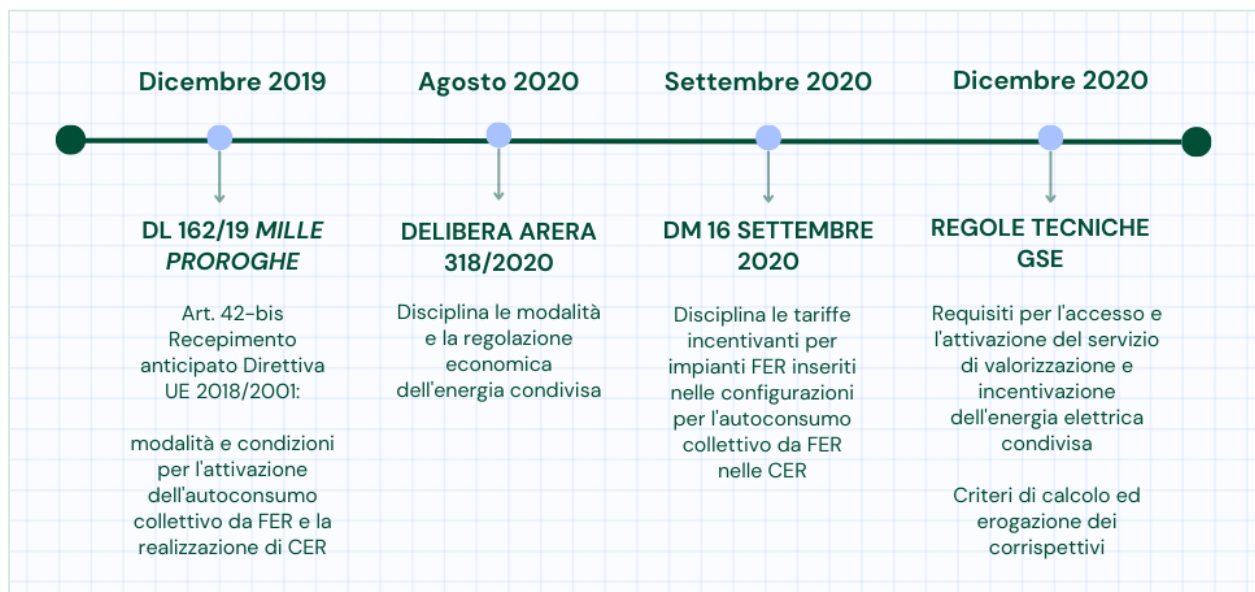 Dicembre 2019
Agosto 2020
Settembre 2020
Dicembre 2020
DL 162/19 MILLE
PROROGHE
Art. 42-bis
Recepimento
anticipato Direttiva
UE 2018/2001:
modalità e condizioni
per l'attivazione
dell'autoconsumo
collettivo da FER e la
realizzazione di CER
DELIBERA ARERA
318/2020
Disciplina le modalità
e la regolazione
economica
dell'energia condivisa
DM 16 SETTEMBRE
2020
Disciplina le tariffe
incentivanti per
impianti FER inseriti
nelle configurazioni
per l'autoconsumo
collettivo da FER
nelle CER
REGOLE TECNICHE
GSE
Requisiti per l'accesso e
l'attivazione del servizio
di valorizzazione e
incentivazione
dell'energia elettrica
condivisa
Criteri di calcolo ed
erogazione dei
corrispettivi